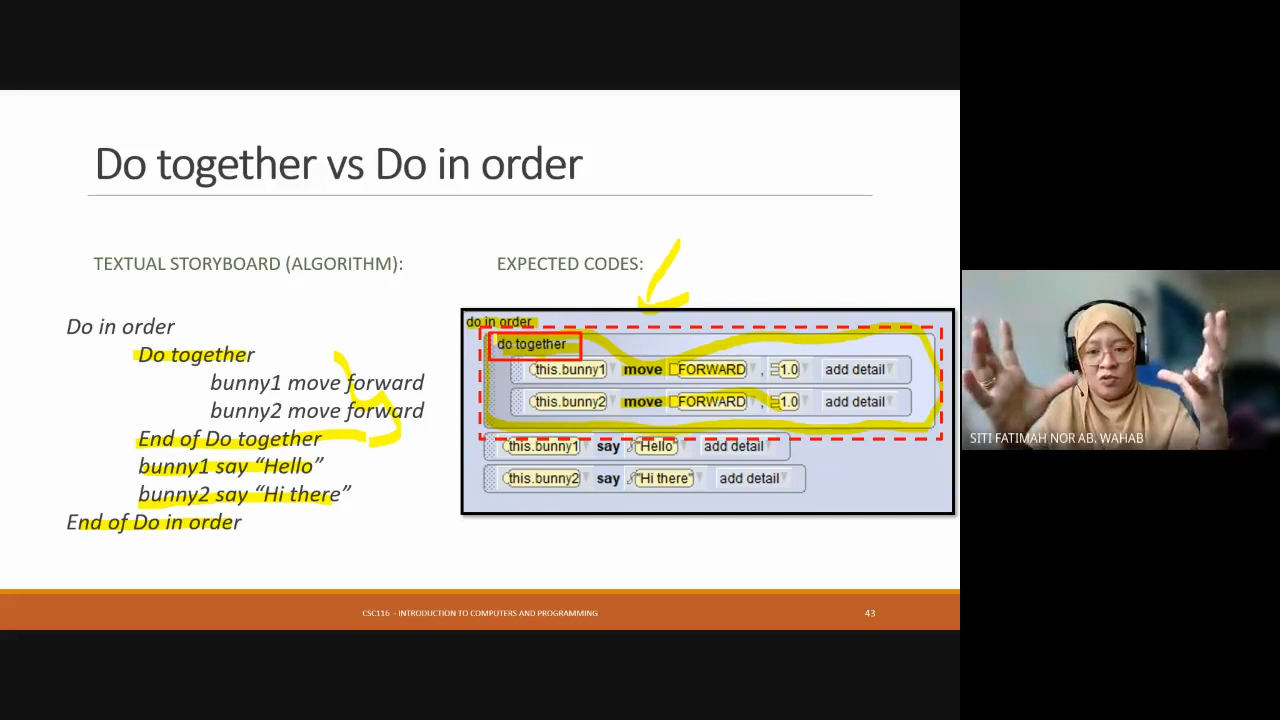 Do together vs Do in order
TEXTUAL STORYBOARD (ALGORITHM):
Do in order
Do together
bunny1 move forward
bunny2 move forward
End of Do together
bunny1 say “Hello”
bunny2 say “Hi there”
End of Do in order
EXPECTED CODES:
do in order
do together
this.bunny1 move FORWARD , 1.0 add detail
this.bunny2 move FORWARD , 1.0 add detail
this.bunny1 say "Hello" add detail
this.bunny2 say "Hi there" add detail
CSC116 - INTRODUCTION TO COMPUTERS AND PROGRAMMING
43
SITI FATIMAH NOR AB. WAHAB